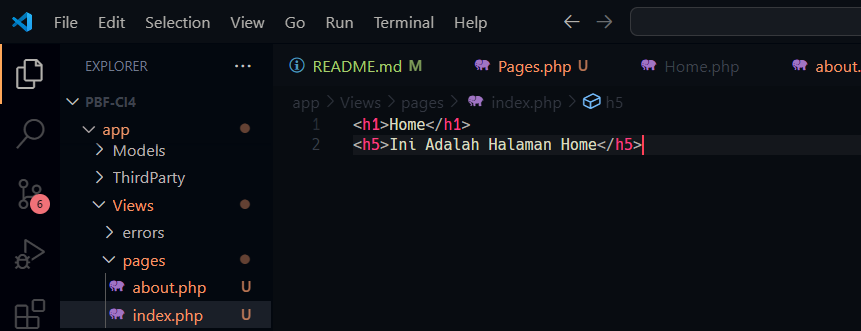 File Edit Selection View Go Run Terminal Help
EXPLORER ...
README.md M Pages.php U Home.php about.
PBF-CI4
app > Views > pages > index.php > h5
app
1 <h1>Home</h1>
2 <h5>Ini Adalah Halaman Home</h5>
Models
ThirdParty
Views
6
errors
pages
about.php U
index.php U